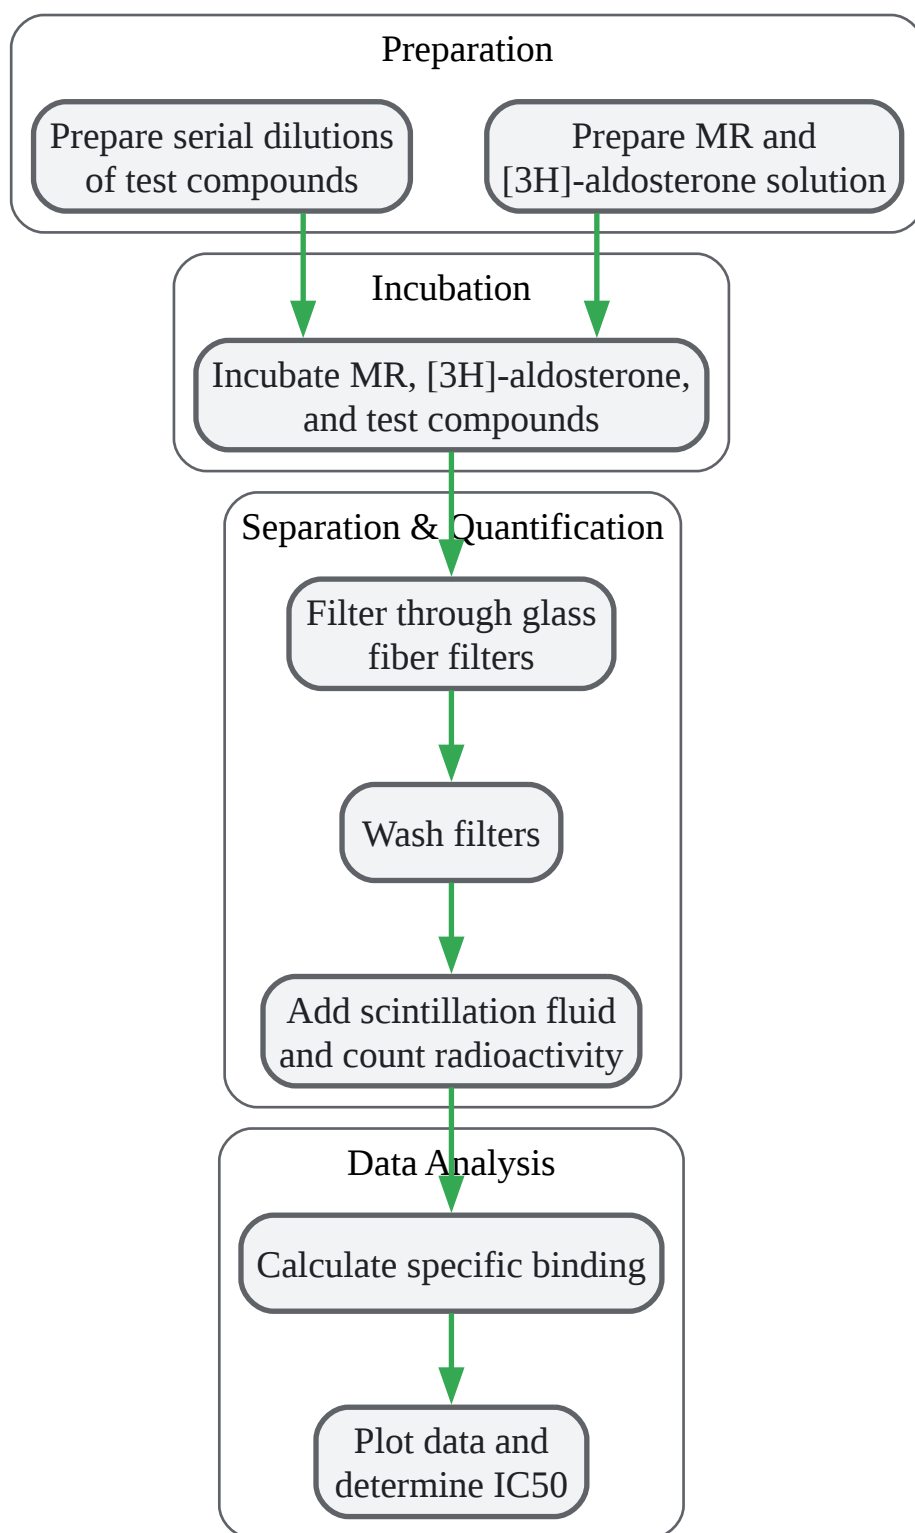 Preparation
Prepare serial dilutions
of test compounds
Prepare MR and
[3H]-aldosterone solution
Incubation
Incubate MR, [3H]-aldosterone,
and test compounds
Separation & Quantification
Filter through glass
fiber filters
Wash filters
Add scintillation fluid
and count radioactivity
Data Analysis
Calculate specific binding
Plot data and
determine IC50